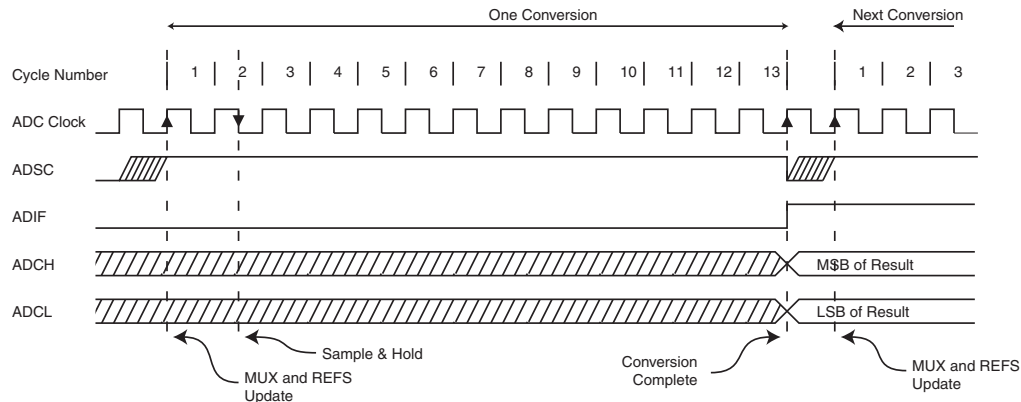 One Conversion Next Conversion
Cycle Number 1 2 3 4 5 6 7 8 9 10 11 12 13 1 2 3
ADC Clock
ADSC
ADIF
ADCH MSB of Result
ADCL LSB of Result
Sample & Hold
MUX and REFS
Update
Conversion
Complete
MUX and REFS
Update